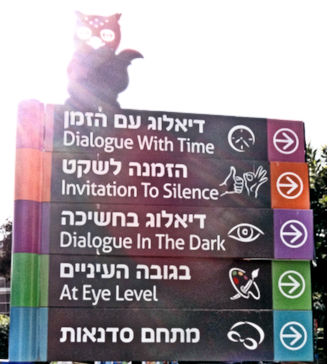 דיאלוג עם הזמן
Dialogue With Time
הזמנה לשקט
Invitation To Silence
דיאלוג בחשיכה
Dialogue In The Dark
בגובה העיניים
At Eye Level
מתחם סדנאות